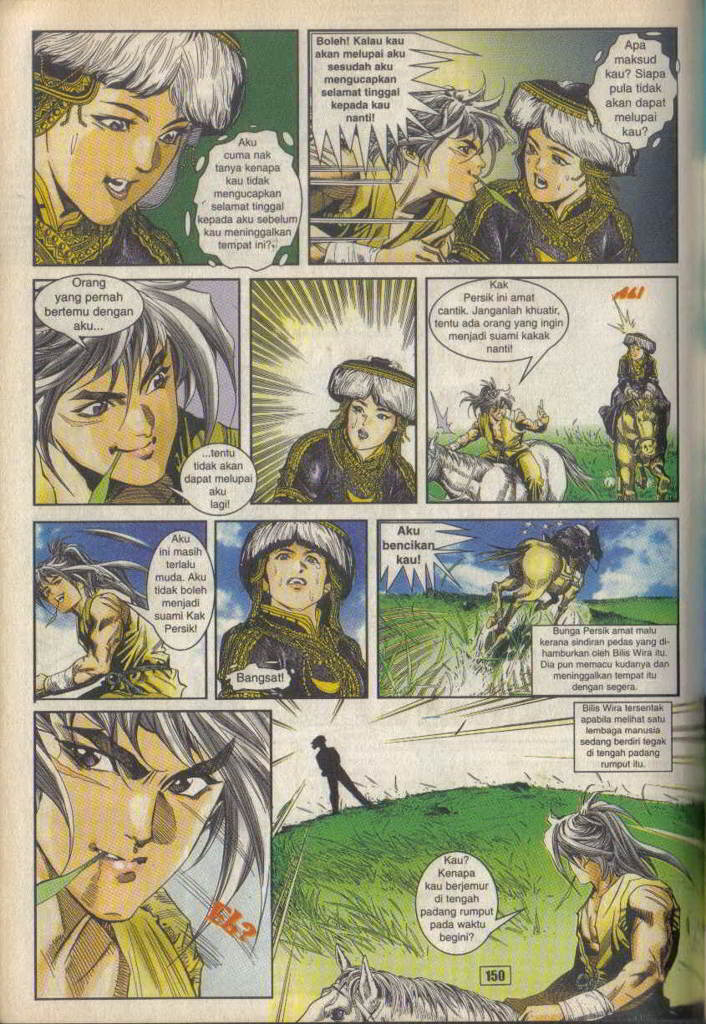 Aku
cuma nak
tanya kenapa
kau tidak
mengucapkan
selamat tinggal
kepada aku sebelum
kau meninggalkan
tempat ini?
Boleh! Kalau kau
akan melupai aku
sesudah aku
mengucapkan
selamat tinggal
kepada kau
nanti!
Apa
maksud
kau? Siapa
pula tidak
akan dapat
melupai
kau?
Orang
yang pernah
bertemu dengan
aku...
...tentu
tidak akan
dapat melupai
aku
lagi!
Kak
Persik ini amat
cantik. Janganlah khuatir,
tentu ada orang yang ingin
menjadi suami kakak
nanti!
Aku
ini masih
terlalu
muda. Aku
tidak boleh
menjadi
suami Kak
Persik!
Bangsat!
Aku
bencikan
kau!
Bunga Persik amat malu
kerana sindiran pedas yang di-
hamburkan oleh Bilis Wira itu.
Dia pun memacu kudanya dan
meninggalkan tempat itu
dengan segera.
Bilis Wira tersentak
apabila melihat satu
lembaga manusia
sedang berdiri tegak
di tengah padang
rumput itu.
Eh?
Kau?
Kenapa
kau berjemur
di tengah
padang rumput
pada waktu
begini?
150